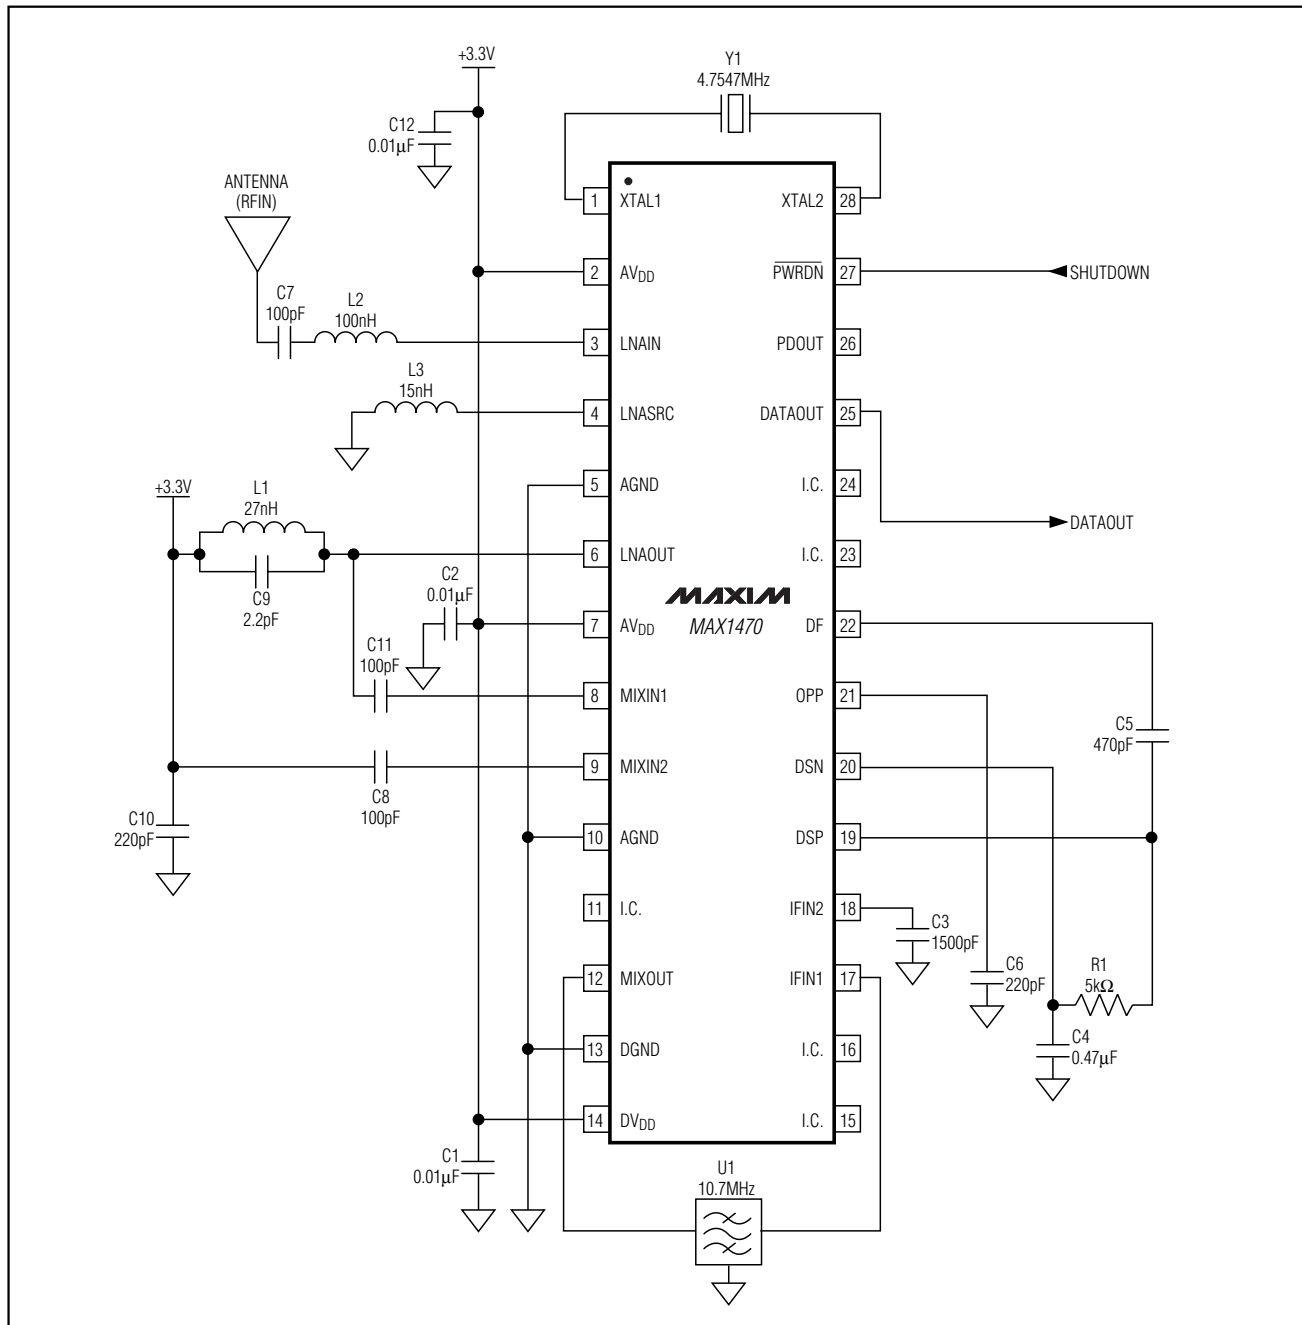 +3.3V
Y1
4.7547MHz
C12
0.01µF
ANTENNA
(RFIN)
1 XTAL1
XTAL2 28
2 AVDD
PWRDN 27
SHUTDOWN
C7
100pF
L2
100nH
3 LNAIN
PDOUT 26
L3
15nH
4 LNASRC
DATAOUT 25
5 AGND
I.C. 24
+3.3V
L1
27nH
DATAOUT
6 LNAOUT
I.C. 23
C9
2.2pF
C2
0.01µF
MAXIM
MAX1470
7 AVDD
DF 22
C11
100pF
8 MIXIN1
OPP 21
C5
470pF
9 MIXIN2
DSN 20
C8
100pF
C10
220pF
10 AGND
DSP 19
11 I.C.
IFIN2 18
C3
1500pF
12 MIXOUT
IFIN1 17
C6
220pF
R1
5kΩ
13 DGND
I.C. 16
C4
0.47µF
14 DVDD
I.C. 15
C1
0.01µF
U1
10.7MHz